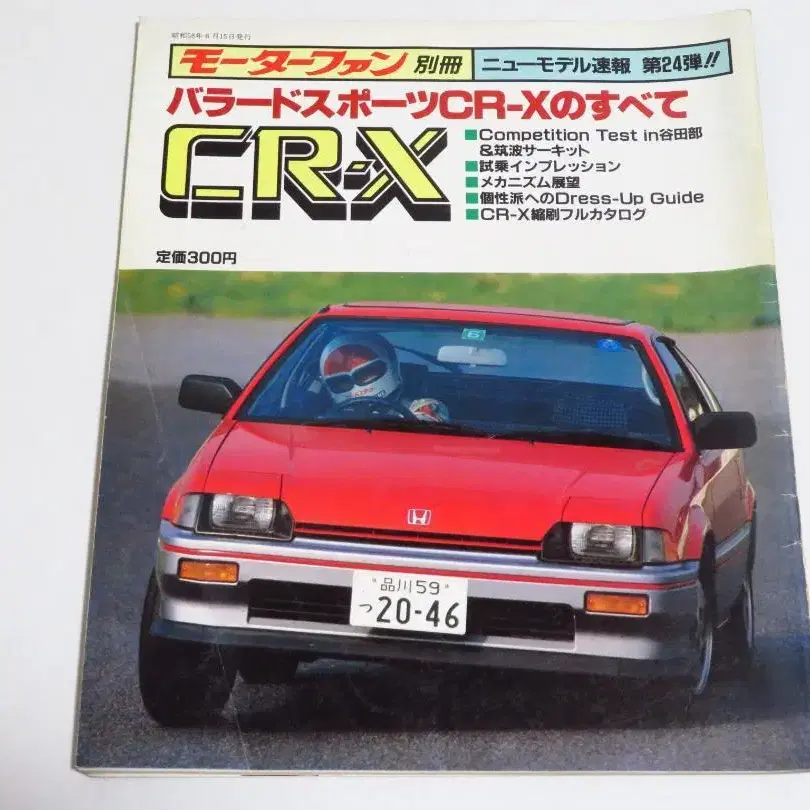 昭和58年8月15日発行
モーターファン 別冊 ニューモデル速報 第24弾!!
バラードスポーツCR-Xのすべて
CR-X
■Competition Test in谷田部
&筑波サーキット
■試乗インプレッション
■メカニズム展望
■個性派へのDress-Up Guide
■CR-X縮刷フルカタログ
定価300円
6
品川59
つ 20-46